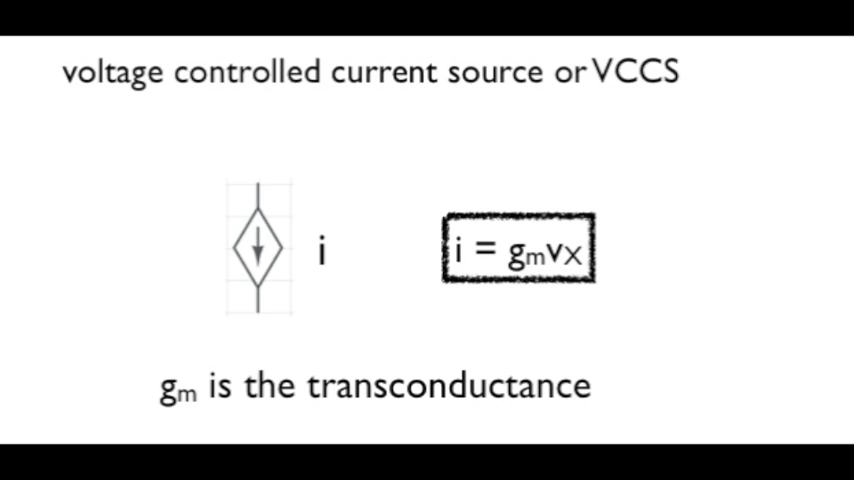 voltage controlled current source or VCCS
i
i = gmvx
gm is the transconductance